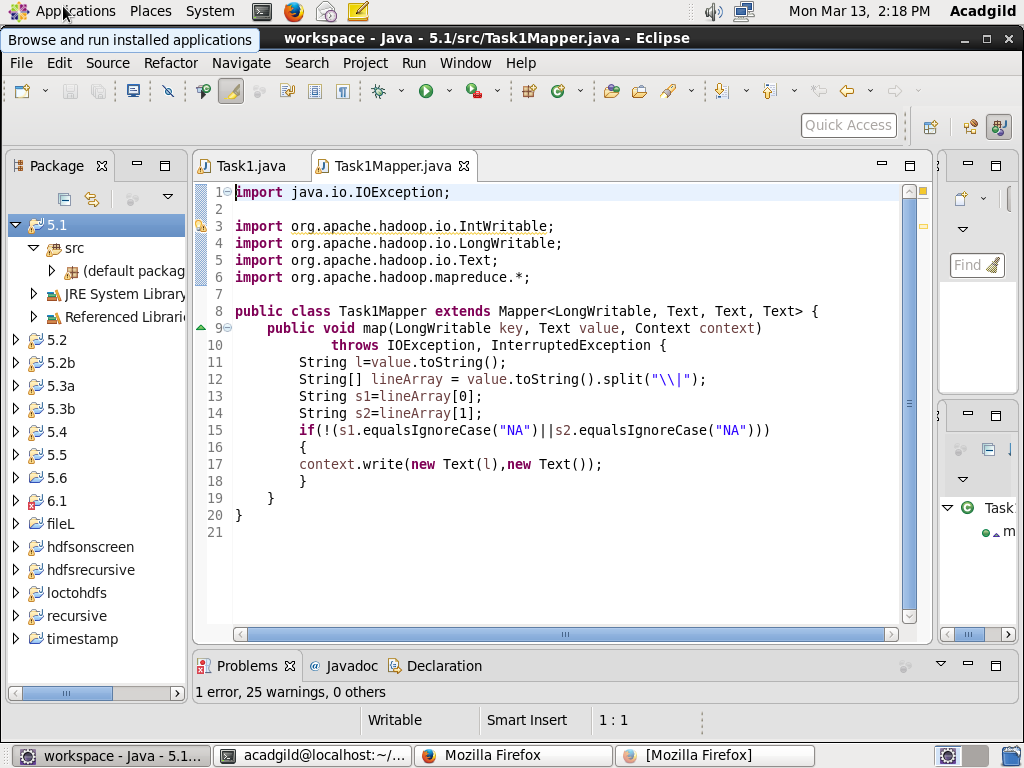 Applications Places System Mon Mar 13, 2:18 PM Acadgild
Browse and run installed applications
workspace - Java - 5.1/src/Task1Mapper.java - Eclipse
File Edit Source Refactor Navigate Search Project Run Window Help
Quick Access
Package
Task1.java Task1Mapper.java
5.1
src
(default packag
JRE System Library
Referenced Librari
5.2
5.2b
5.3a
5.3b
5.4
5.5
5.6
6.1
fileL
hdfsonscreen
hdfsrecursive
loctohdfs
recursive
timestamp
1 import java.io.IOException;
2
3 import org.apache.hadoop.io.IntWritable;
4 import org.apache.hadoop.io.LongWritable;
5 import org.apache.hadoop.io.Text;
6 import org.apache.hadoop.mapreduce.*;
7
8 public class Task1Mapper extends Mapper<LongWritable, Text, Text, Text> {
9     public void map(LongWritable key, Text value, Context context)
10             throws IOException, InterruptedException {
11         String l=value.toString();
12         String[] lineArray = value.toString().split("\\|");
13         String s1=lineArray[0];
14         String s2=lineArray[1];
15         if(!(s1.equalsIgnoreCase("NA")||s2.equalsIgnoreCase("NA")))
16         {
17         context.write(new Text(l),new Text());
18         }
19     }
20 }
21
Find
Task
m
Problems Javadoc Declaration
1 error, 25 warnings, 0 others
Writable Smart Insert 1 : 1
workspace - Java - 5.1... acadgild@localhost:~/... Mozilla Firefox [Mozilla Firefox]